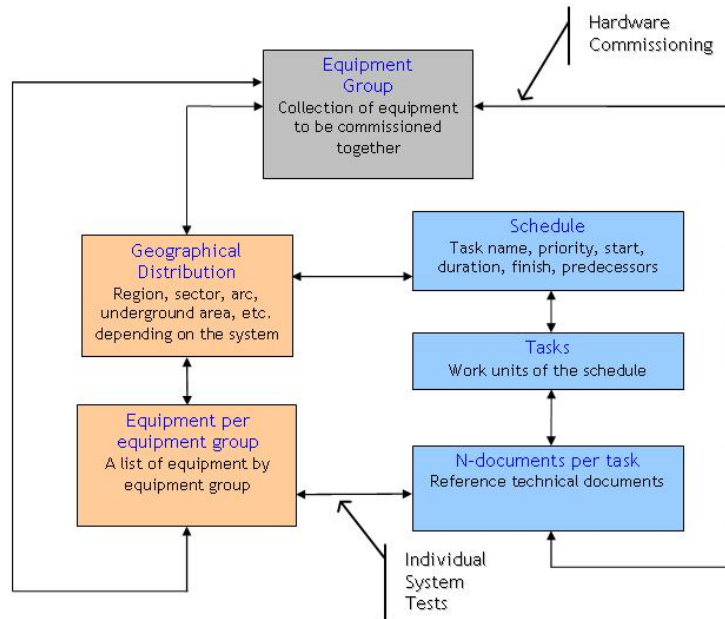 Hardware
Commissioning
Equipment
Group
Collection of equipment
to be commissioned
together
Geographical
Distribution
Region, sector, arc,
underground area, etc.
depending on the system
Schedule
Task name, priority, start,
duration, finish, predecessors
Tasks
Work units of the schedule
Equipment per
equipment group
A list of equipment by
equipment group
N-documents per task
Reference technical documents
Individual
System
Tests